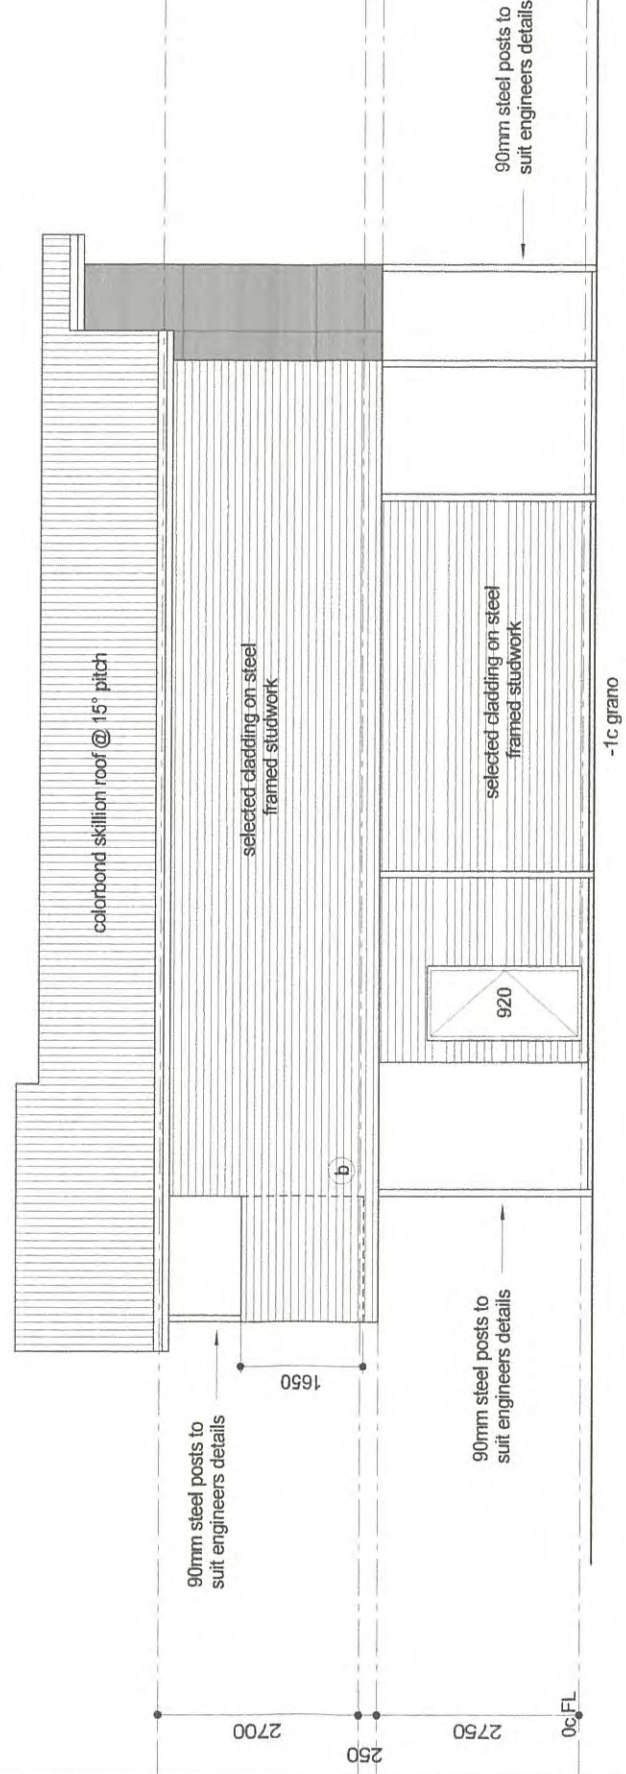 colorbond skillion roof @ 15° pitch
selected cladding on steel
framed studwork
selected cladding on steel
framed studwork
920
b
1650
90mm steel posts to
suit engineers details
90mm steel posts to
suit engineers details
90mm steel posts to
suit engineers details
2700
250
2750
0c FL
-1c grano